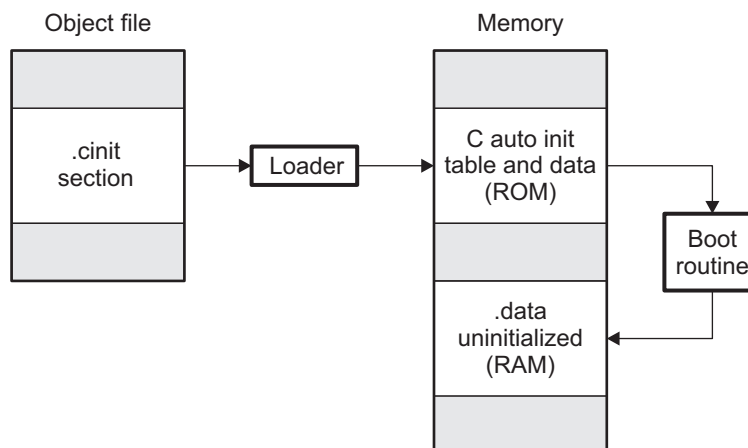 Object file
Memory
.cinit
section
Loader
C auto init
table and data
(ROM)
Boot
routine
.data
uninitialized
(RAM)